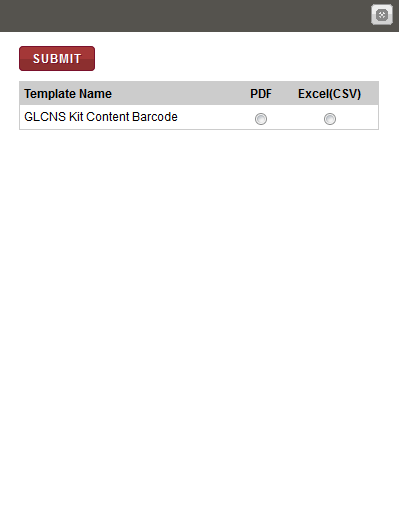 SUBMIT
Template Name PDF Excel(CSV)
GLCNS Kit Content Barcode